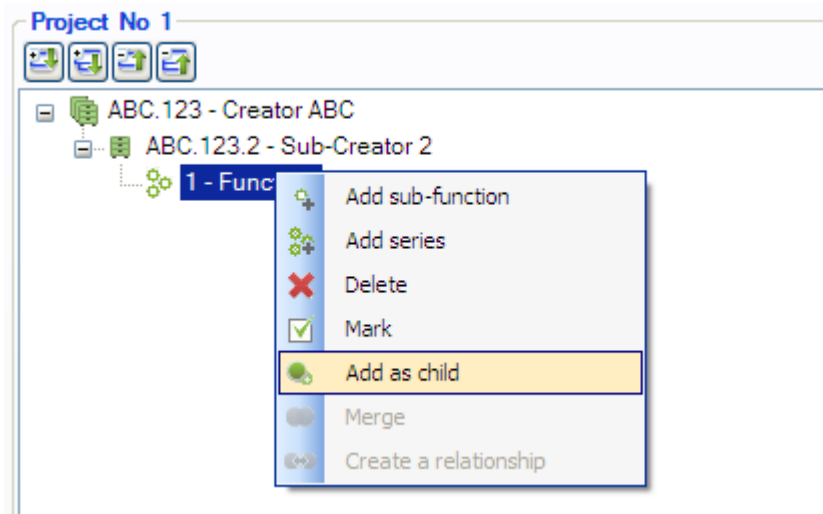 Project No 1
ABC.123 - Creator ABC
ABC.123.2 - Sub-Creator 2
1 - Func
Add sub-function
Add series
Delete
Mark
Add as child
Merge
Create a relationship